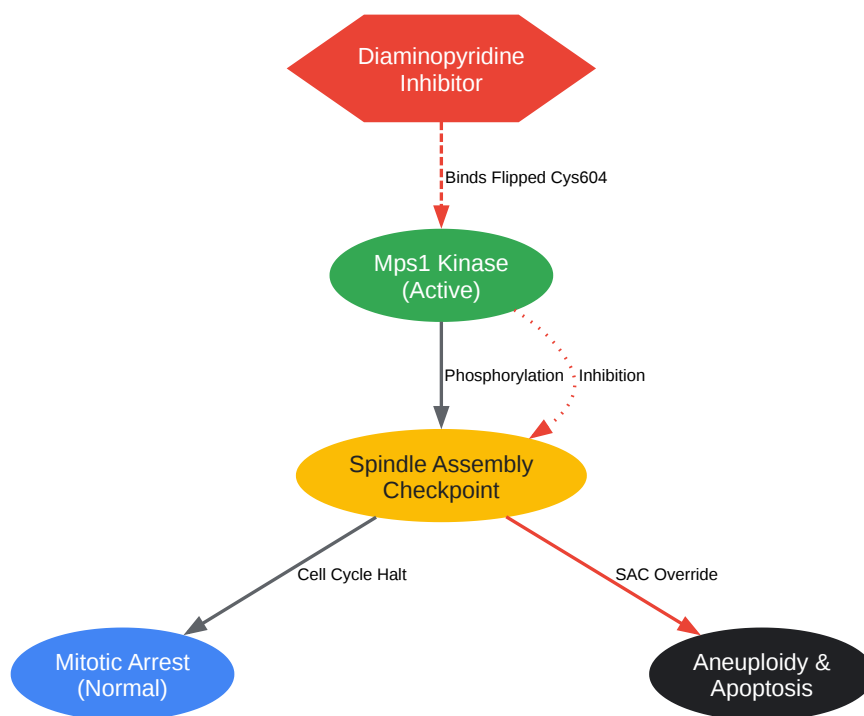 Diaminopyridine
Inhibitor
Binds Flipped Cys604
Mps1 Kinase
(Active)
Phosphorylation
Inhibition
Spindle Assembly
Checkpoint
Cell Cycle Halt
SAC Override
Mitotic Arrest
(Normal)
Aneuploidy &
Apoptosis